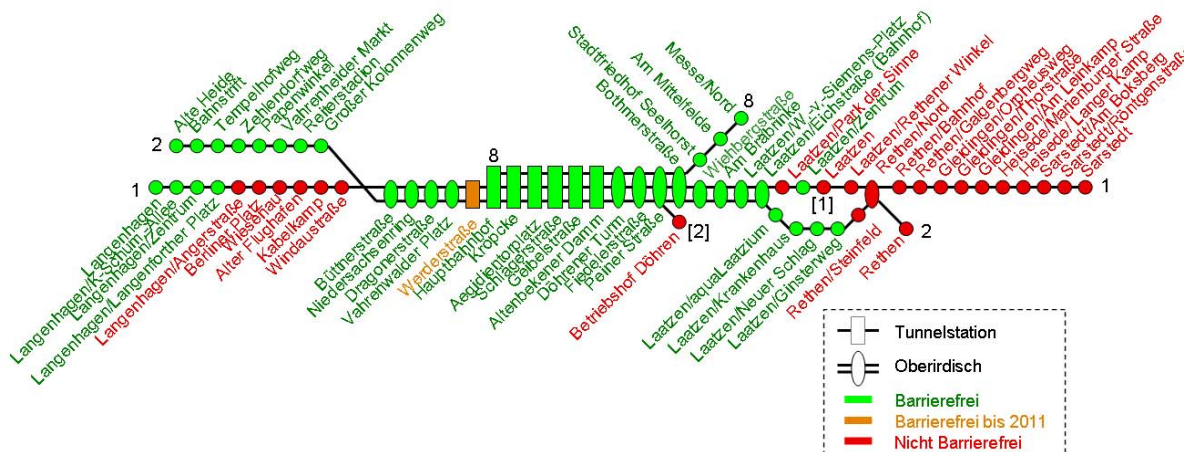 Alte Heide
Bahnstrift
Tempelhofweg
Zehlendorfweg
Papenwinkel
Vahrenheider Markt
Reiterstadion
Großer Kolonnenweg
2
1
Langenhagen
Langenhagen/K.-Schum.-Allee
Langenhagen/Zentrum
Langenhagen/Langenforther Platz
Langenhagen/Angerstraße
Berliner Platz
Wiesenau
Alter Flughafen
Kabelkamp
Windaustraße
Büttnerstraße
Niedersachsenring
Dragonerstraße
Vahrenwalder Platz
Werderstraße
8
Hauptbahnhof
Kröpcke
Aegidientorplatz
Schlägerstraße
Geibelstraße
Altenbekener Damm
Döhrener Turm
Fiedelerstraße
Peiner Straße
Betriebshof Döhren
[2]
Bothmerstraße
Stadtfriedhof Seelhorst
Am Mittelfelde
Messe/Nord
8
Wiehbergstraße
Am Brabrinke
Laatzen/W.-v.-Siemens-Platz
Laatzen/Eichstraße (Bahnhof)
Laatzen/Park der Sinne
Laatzen/Zentrum
Laatzen
[1]
Laatzen/Rethener Winkel
Rethen/Nord
Rethen/Bahnhof
Rethen/Galgenbergweg
Gleidingen/Orpheusweg
Gleidingen/Thorstraße
Gleidingen/Am Leinkamp
Heisede/Marienburger Straße
Heisede/ Langer Kamp
Sarstedt/Am Boksberg
Sarstedt/Röntgenstraße
Sarstedt
1
Laatzen/aquaLaatzium
Laatzen/Krankenhaus
Laatzen/Neuer Schlag
Laatzen/Ginsterweg
Rethen/Steinfeld
Rethen
2
Tunnelstation
Oberirdisch
Barrierefrei
Barrierefrei bis 2011
Nicht Barrierefrei